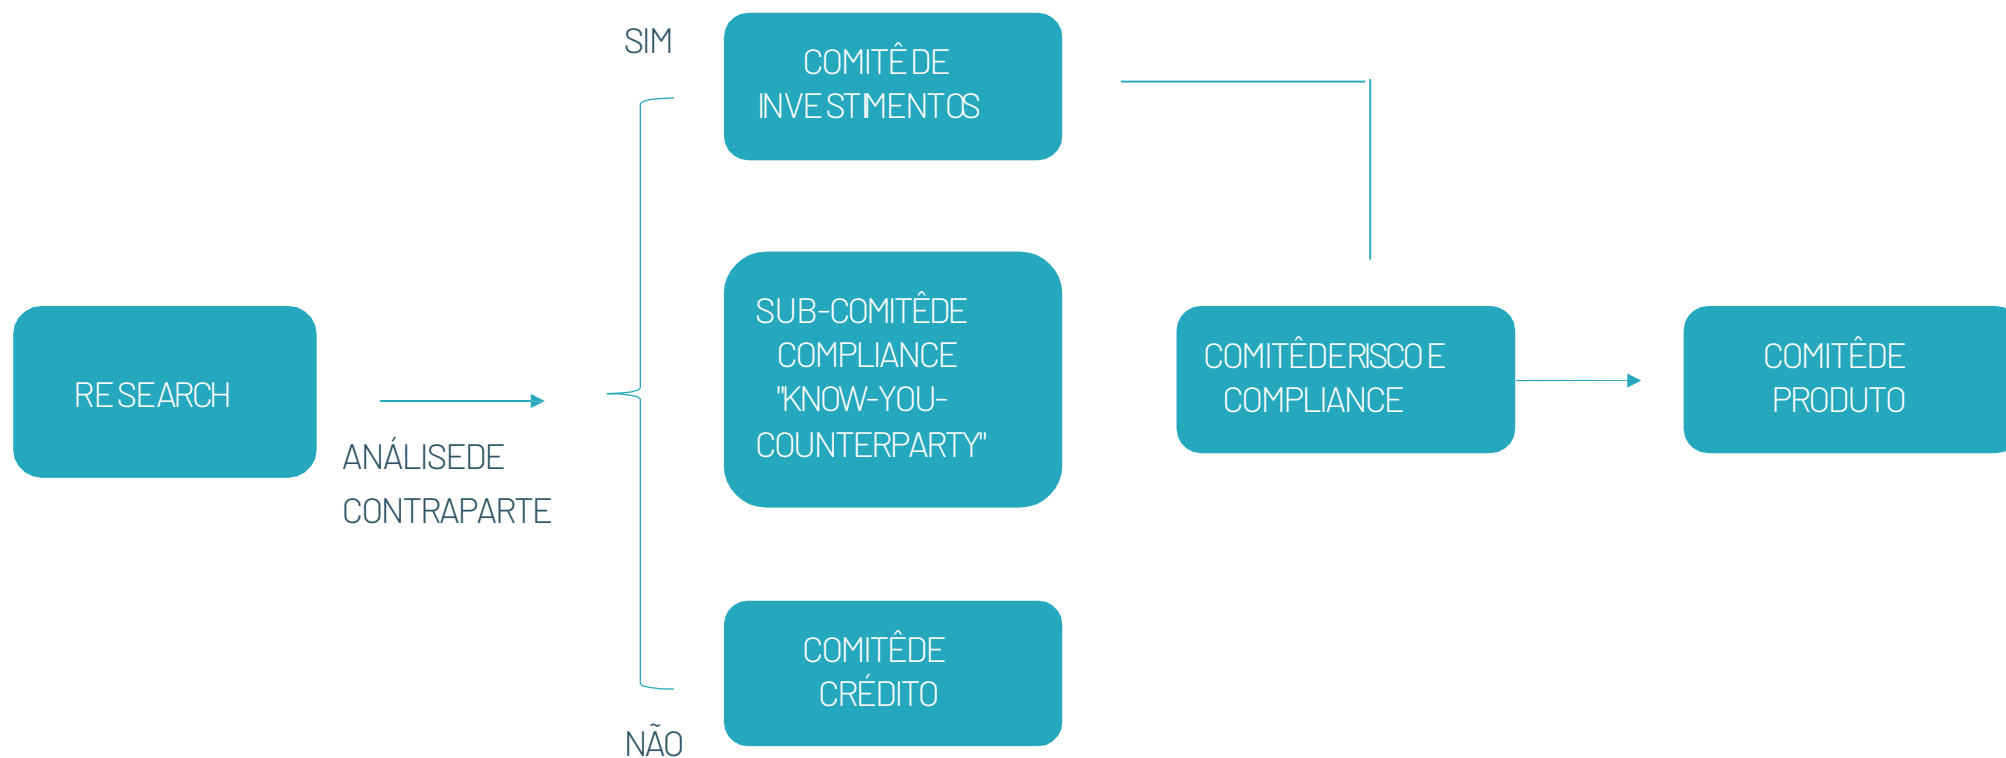 SIM
COMITÊ DE
INVESTIMENTOS
SUB-COMITÊ DE
COMPLIANCE
"KNOW-YOU-
COUNTERPARTY"
RESEARCH
ANÁLISE DE
CONTRAPARTE
COMITÊ DE RISCO E
COMPLIANCE
COMITÊ DE
PRODUTO
COMITÊ DE
CRÉDITO
NÃO